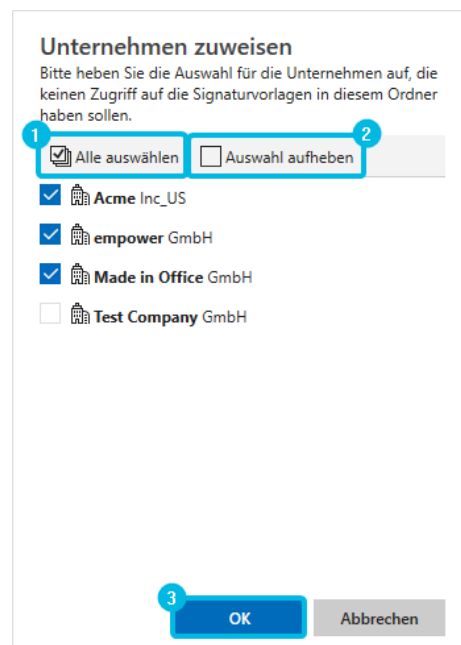 Unternehmen zuweisen
Bitte heben Sie die Auswahl für die Unternehmen auf, die
keinen Zugriff auf die Signaturvorlagen in diesem Ordner
haben sollen.
1 2
Alle auswählen Auswahl aufheben
Acme Inc_US
empower GmbH
Made in Office GmbH
Test Company GmbH
3
OK Abbrechen